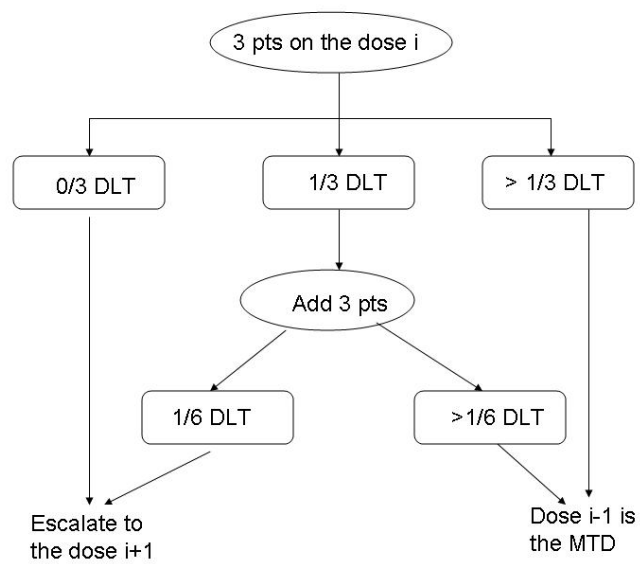 3 pts on the dose i
0/3 DLT
1/3 DLT
> 1/3 DLT
Add 3 pts
1/6 DLT
>1/6 DLT
Escalate to
the dose i+1
Dose i-1 is
the MTD